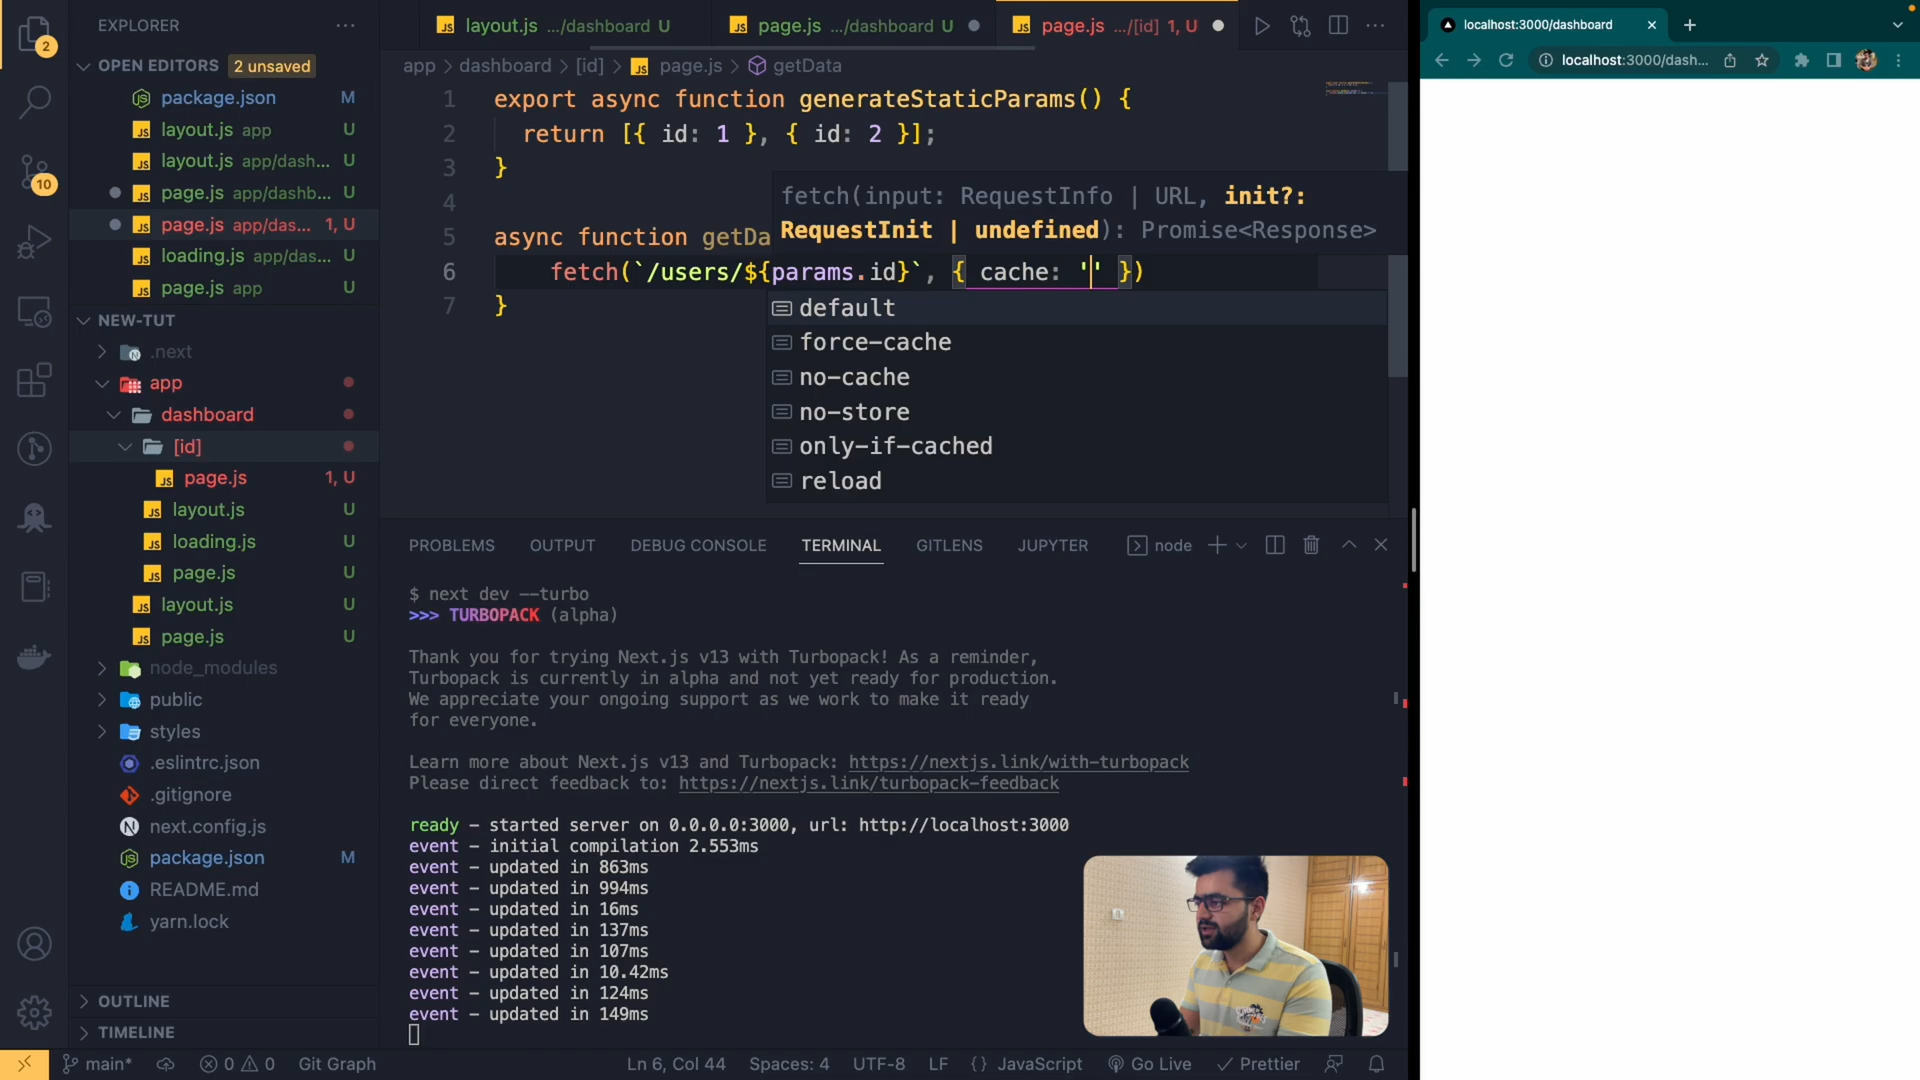 EXPLORER
OPEN EDITORS 2 unsaved
package.json M
layout.js app U
layout.js app/dash... U
page.js app/dashb... U
page.js app/das... 1, U
loading.js app/das... U
page.js app U
NEW-TUT
.next
app
dashboard
[id]
page.js 1, U
layout.js U
loading.js U
page.js U
layout.js U
page.js U
node_modules
public
styles
.eslintrc.json
.gitignore
next.config.js
package.json M
README.md
yarn.lock
OUTLINE
TIMELINE
2
10
layout.js .../dashboard U
page.js .../dashboard U
page.js .../[id] 1, U
app > dashboard > [id] > page.js > getData
1 export async function generateStaticParams() {
2 return [{ id: 1 }, { id: 2 }];
3 }
4
5 async function getDa
6 fetch(`/users/${params.id}`, { cache: '' })
7 }
fetch(input: RequestInfo | URL, init?:
RequestInit | undefined): Promise<Response>
default
force-cache
no-cache
no-store
only-if-cached
reload
PROBLEMS OUTPUT DEBUG CONSOLE TERMINAL GITLENS JUPYTER node
$ next dev --turbo
>>> TURBOPACK (alpha)
Thank you for trying Next.js v13 with Turbopack! As a reminder,
Turbopack is currently in alpha and not yet ready for production.
We appreciate your ongoing support as we work to make it ready
for everyone.
Learn more about Next.js v13 and Turbopack: https://nextjs.link/with-turbopack
Please direct feedback to: https://nextjs.link/turbopack-feedback
ready - started server on 0.0.0.0:3000, url: http://localhost:3000
event - initial compilation 2.553ms
event - updated in 863ms
event - updated in 994ms
event - updated in 16ms
event - updated in 137ms
event - updated in 107ms
event - updated in 10.42ms
event - updated in 124ms
event - updated in 149ms
main* 0 0 Git Graph Ln 6, Col 44 Spaces: 4 UTF-8 LF {} JavaScript Go Live Prettier
localhost:3000/dashboard
localhost:3000/dash...